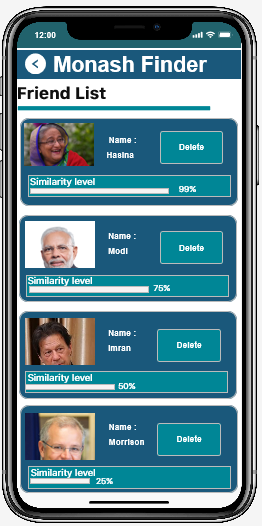 12:00
Monash Finder
Friend List
Name :
Hasina
Delete
Similarity level
99%
Name :
Modi
Delete
Similarity level
75%
Name :
Imran
Delete
Similarity level
50%
Name :
Morrison
Delete
Similarity level
25%